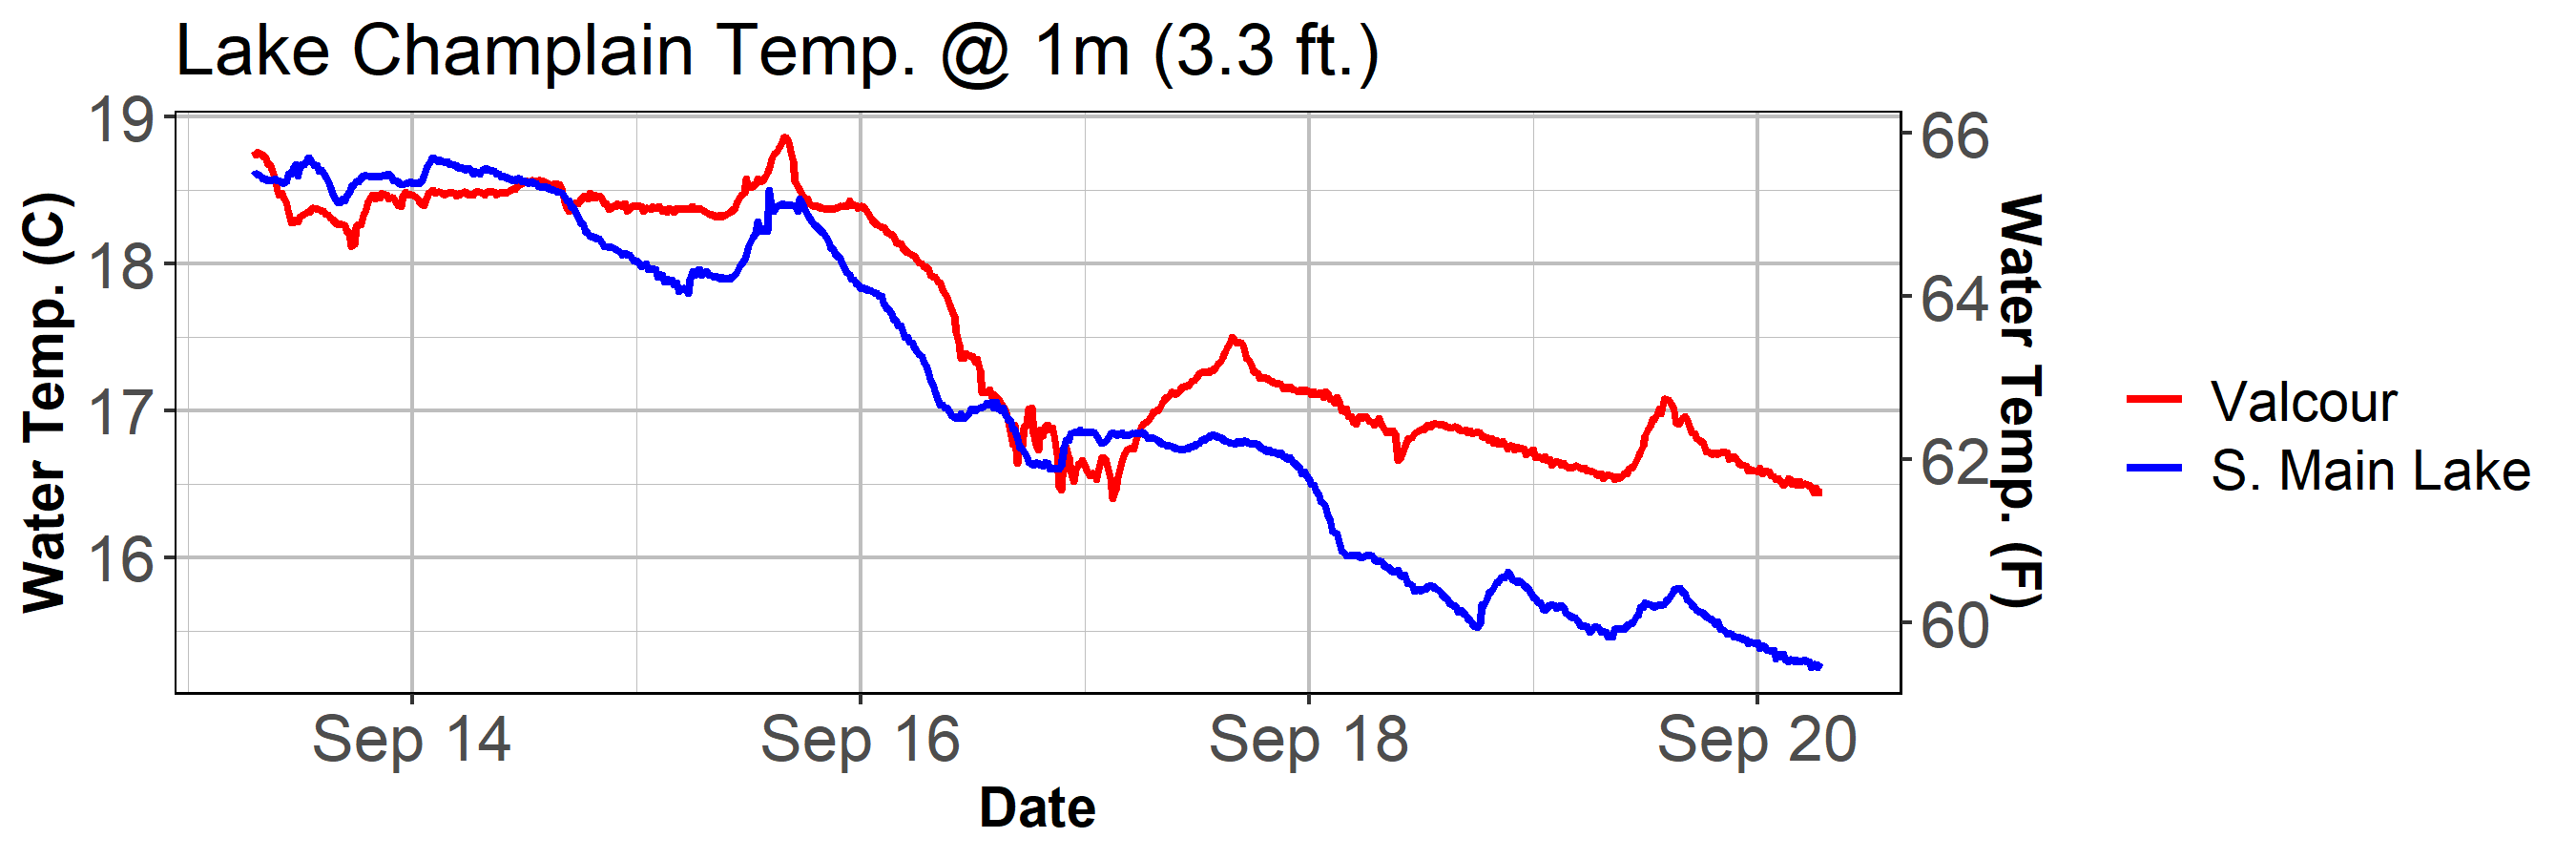 Lake Champlain Temp. @ 1m (3.3 ft.)
Water Temp. (C)
19
18
17
16
66
64
62
60
Water Temp. (F)
Sep 14
Sep 16
Sep 18
Sep 20
Date
Valcour
S. Main Lake